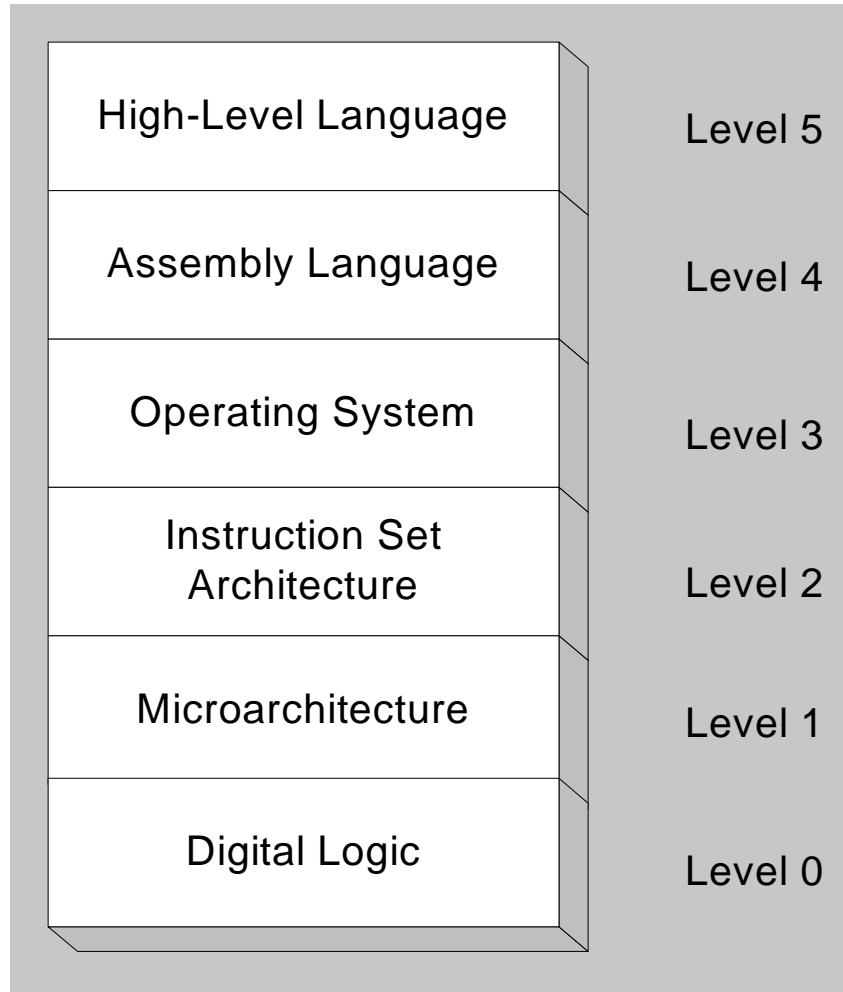 High-Level Language
Level 5
Assembly Language
Level 4
Operating System
Level 3
Instruction Set
Architecture
Level 2
Microarchitecture
Level 1
Digital Logic
Level 0